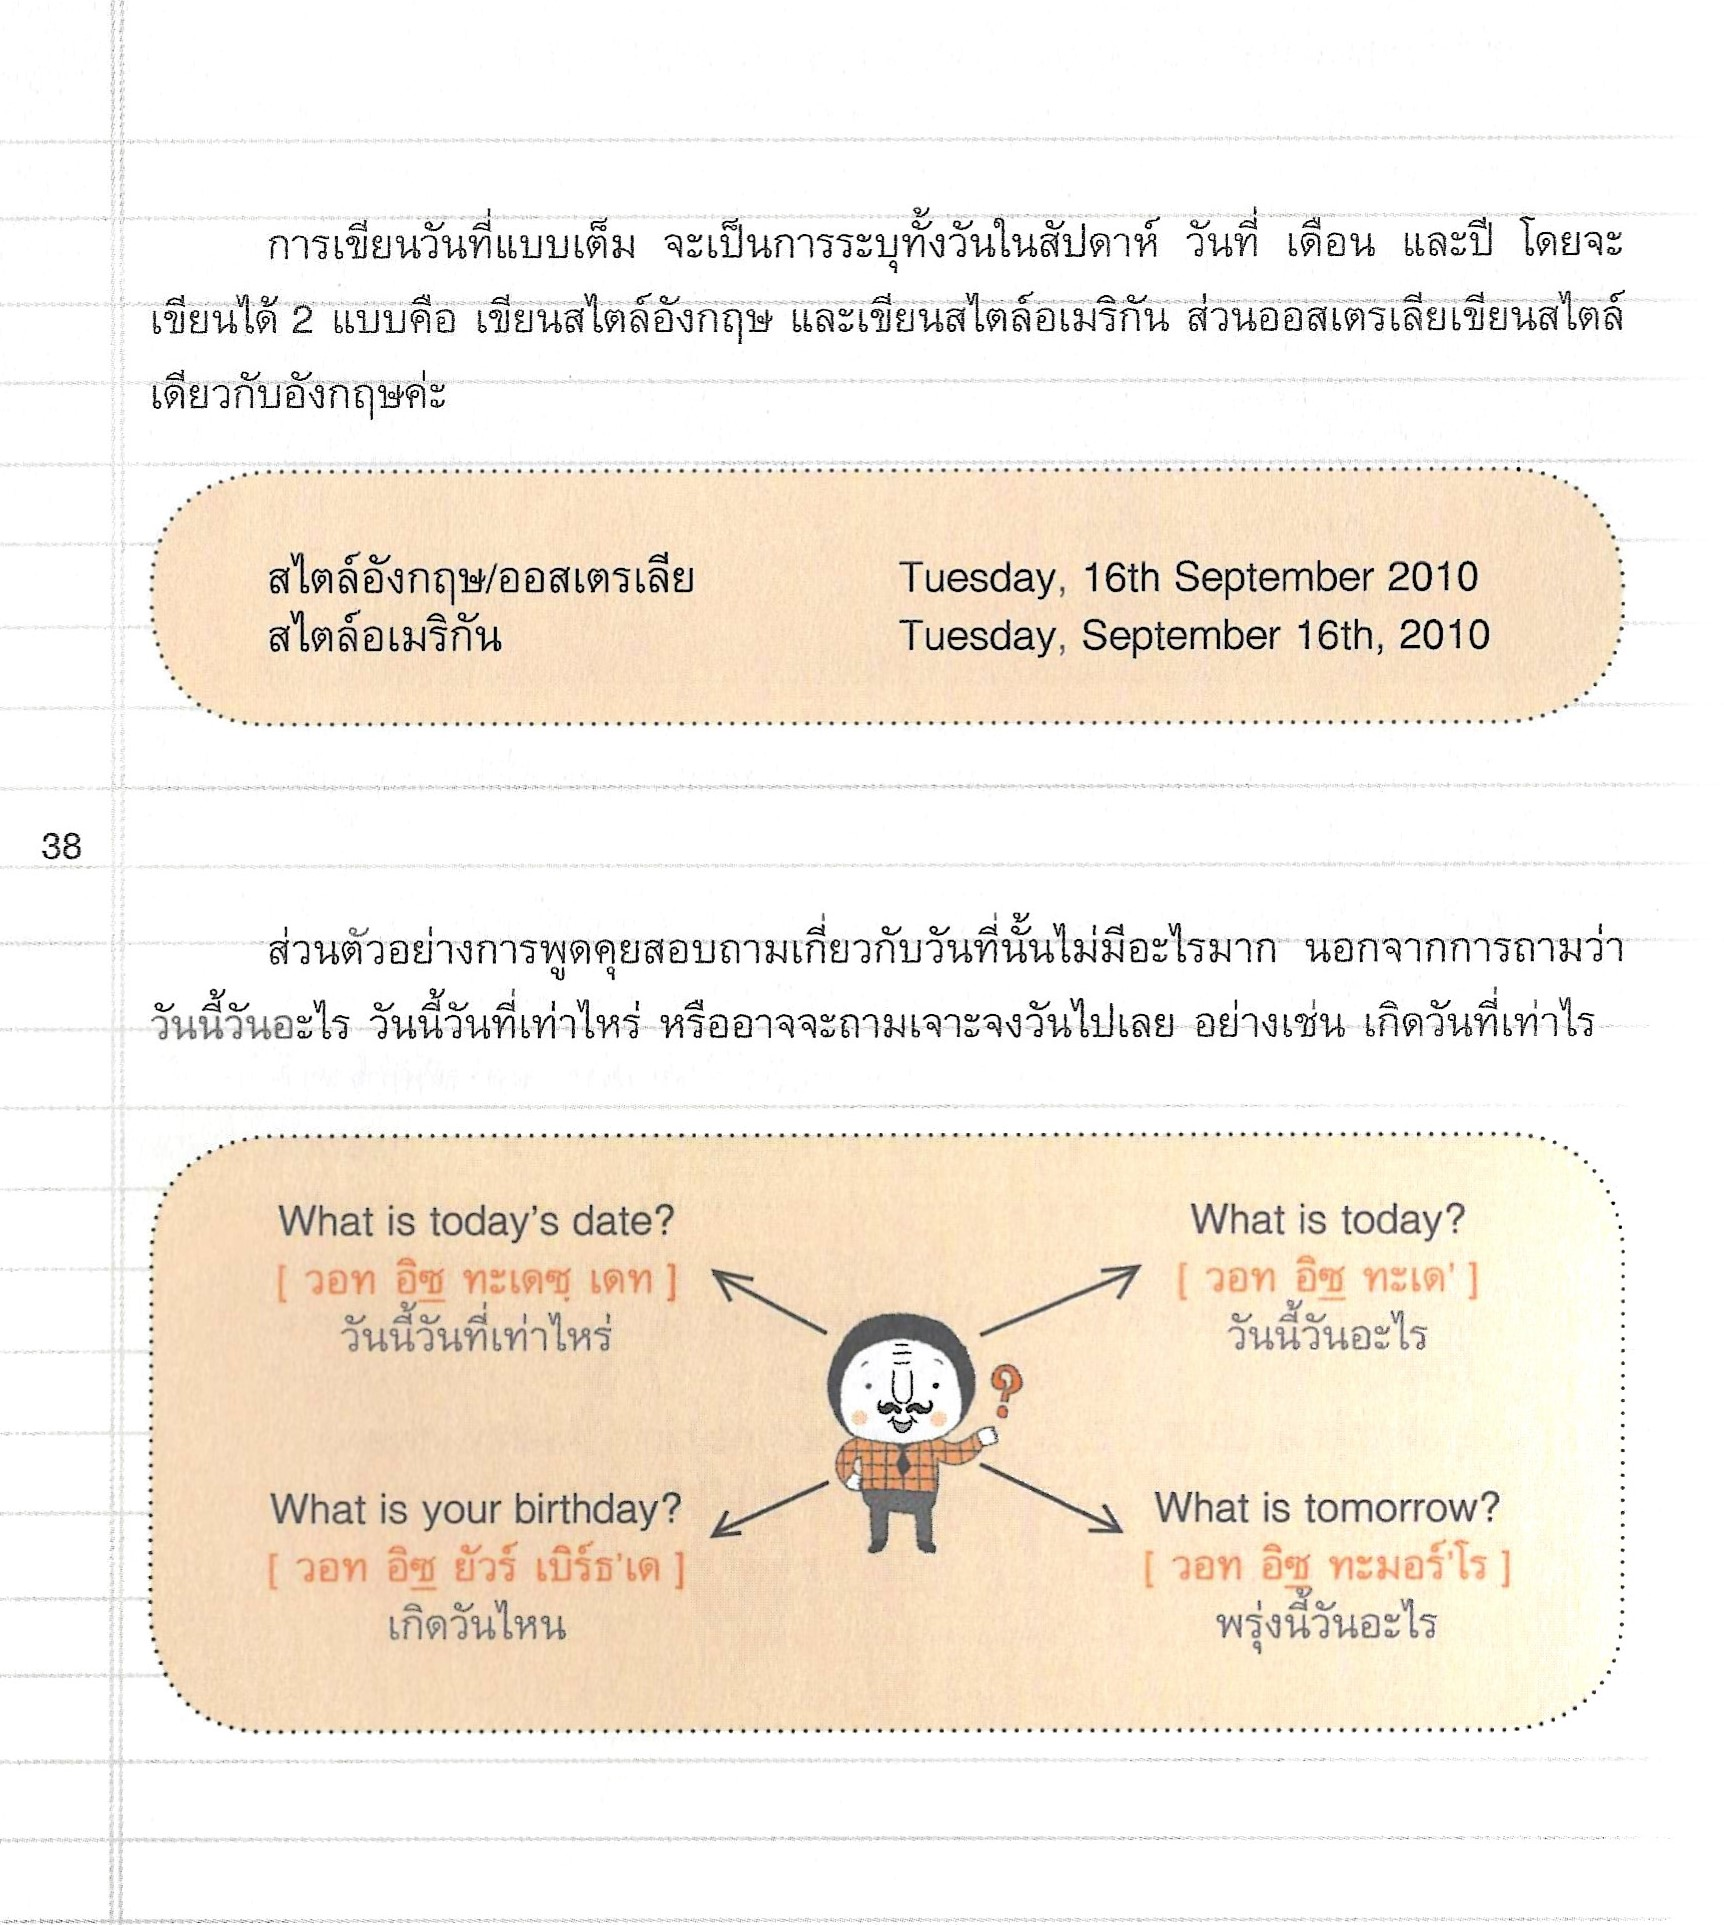 การเขียนวันที่แบบเต็ม จะเป็นการระบุทั้งวันในสัปดาห์ วันที่ เดือน และปี โดยจะ
เขียนได้ 2 แบบคือ เขียนสไตล์อังกฤษ และเขียนสไตล์อเมริกัน ส่วนออสเตรเลียเขียนสไตล์
เดียวกับอังกฤษค่ะ
สไตล์อังกฤษ/ออสเตรเลีย Tuesday, 16th September 2010
สไตล์อเมริกัน Tuesday, September 16th, 2010
38
ส่วนตัวอย่างการพูดคุยสอบถามเกี่ยวกับวันที่นั้นไม่มีอะไรมาก นอกจากการถามว่า
วันนี้วันอะไร วันนี้วันที่เท่าไหร่ หรืออาจจะถามเจาะจงวันไปเลย อย่างเช่น เกิดวันที่เท่าไร
What is today's date?
[ วอท อิซ ทะเดซฺ เดท ]
วันนี้วันที่เท่าไหร่
What is today?
[ วอท อิซ ทะเด' ]
วันนี้วันอะไร
?
What is your birthday?
[ วอท อิซ ยัวร์ เบิร์ธ'เด ]
เกิดวันไหน
What is tomorrow?
[ วอท อิซ ทะมอร์'โร ]
พรุ่งนี้วันอะไร